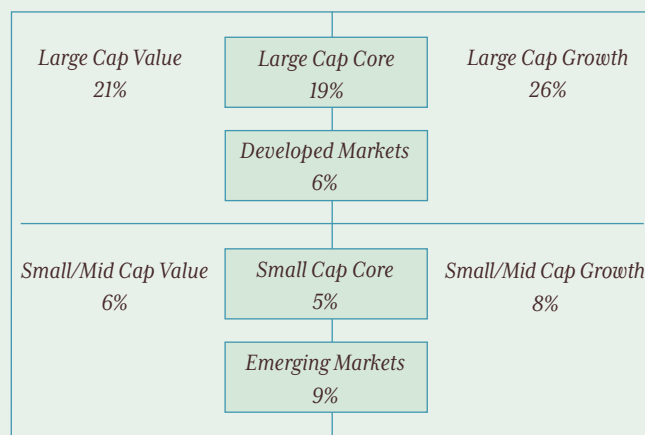 Large Cap Value
21%
Large Cap Core
19%
Large Cap Growth
26%
Developed Markets
6%
Small/Mid Cap Value
6%
Small Cap Core
5%
Small/Mid Cap Growth
8%
Emerging Markets
9%